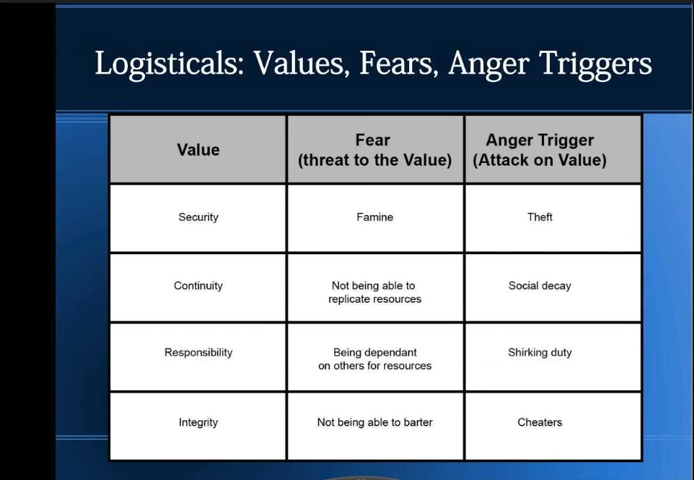 Logisticals: Values, Fears, Anger Triggers
Value
Fear
(threat to the Value)
Anger Trigger
(Attack on Value)
Security
Famine
Theft
Continuity
Not being able to
replicate resources
Social decay
Responsibility
Being dependant
on others for resources
Shirking duty
Integrity
Not being able to barter
Cheaters